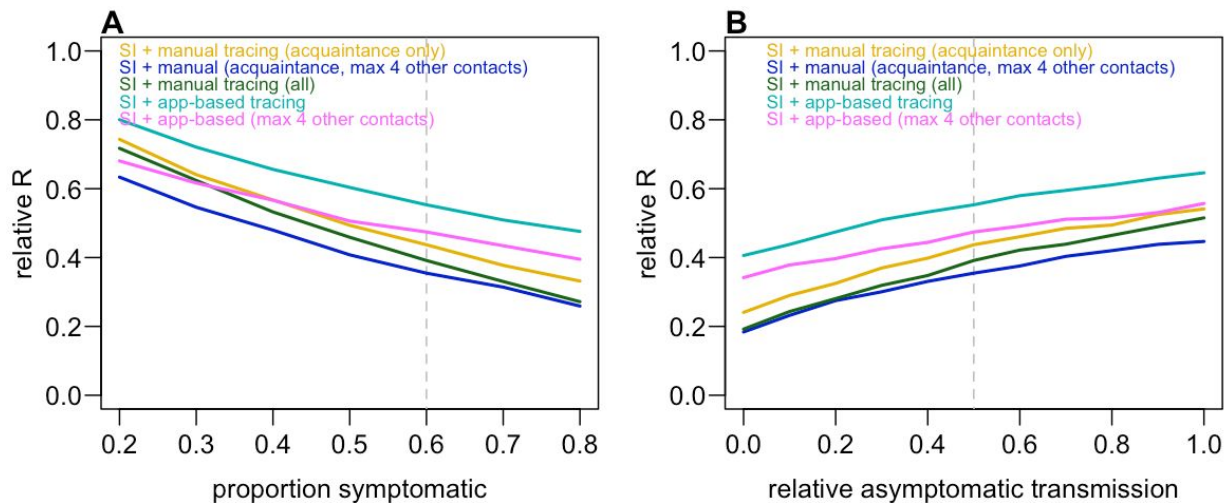 A
SI + manual tracing (acquaintance only)
SI + manual (acquaintance, max 4 other contacts)
SI + manual tracing (all)
SI + app-based tracing
SI + app-based (max 4 other contacts)
relative R
1.0
0.8
0.6
0.4
0.2
0.0
0.2 0.3 0.4 0.5 0.6 0.7 0.8
proportion symptomatic
B
SI + manual tracing (acquaintance only)
SI + manual (acquaintance, max 4 other contacts)
SI + manual tracing (all)
SI + app-based tracing
SI + app-based (max 4 other contacts)
relative R
1.0
0.8
0.6
0.4
0.2
0.0
0.0 0.2 0.4 0.6 0.8 1.0
relative asymptomatic transmission